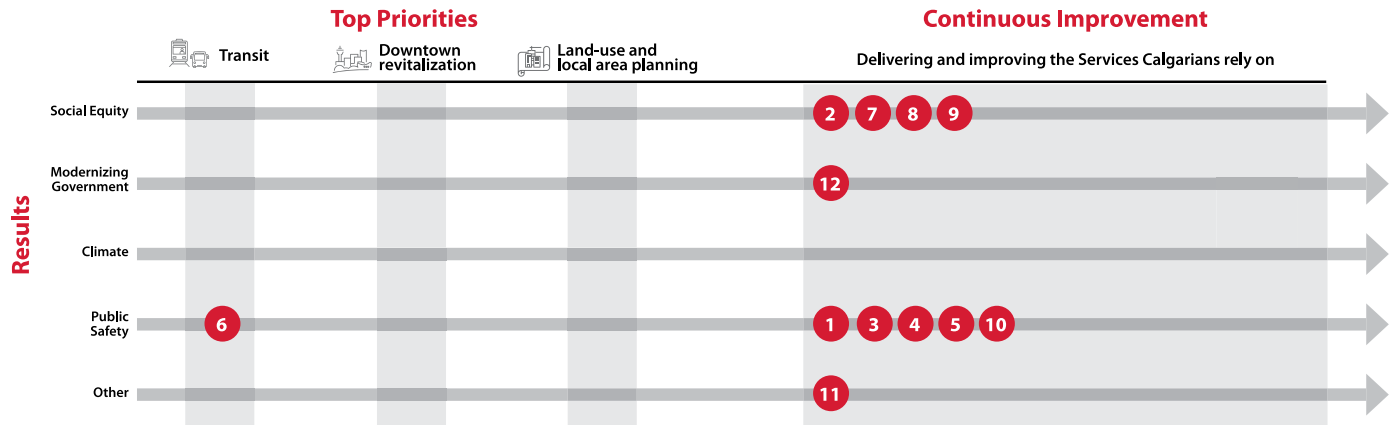 Top Priorities
Continuous Improvement
Transit
Downtown
revitalization
Land-use and
local area planning
Delivering and improving the Services Calgarians rely on
Results
Social Equity
2 7 8 9
Modernizing
Government
12
Climate
Public
Safety
6 1 3 4 5 10
Other
11